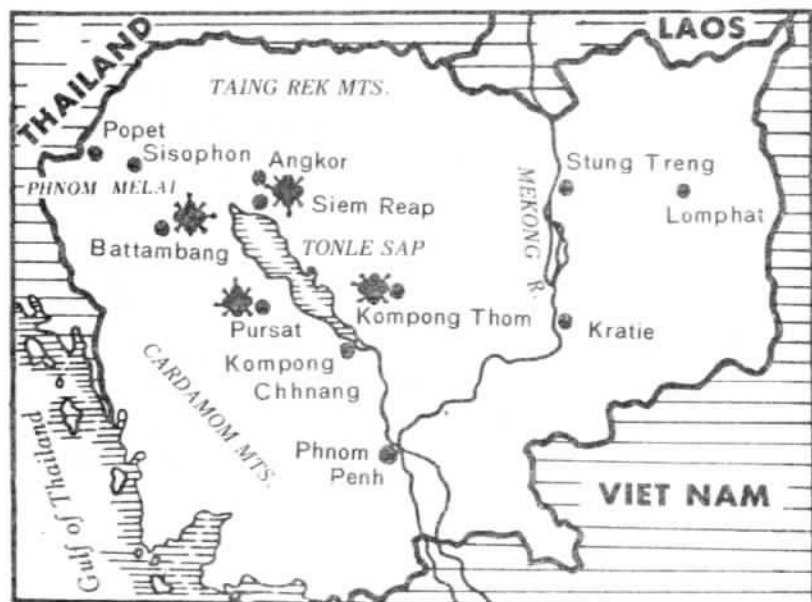 LAOS
THAILAND
TAING REK MTS.
Popet
Sisophon
Angkor
Stung Treng
PHNOM MELAI
MEKONG R.
Siem Reap
Lomphat
Battambang
TONLE SAP
Pursat
Kompong Thom
Kratie
Kompong
Chhnang
CARDAMOM MTS.
Gulf of Thailand
Phnom
Penh
VIET NAM